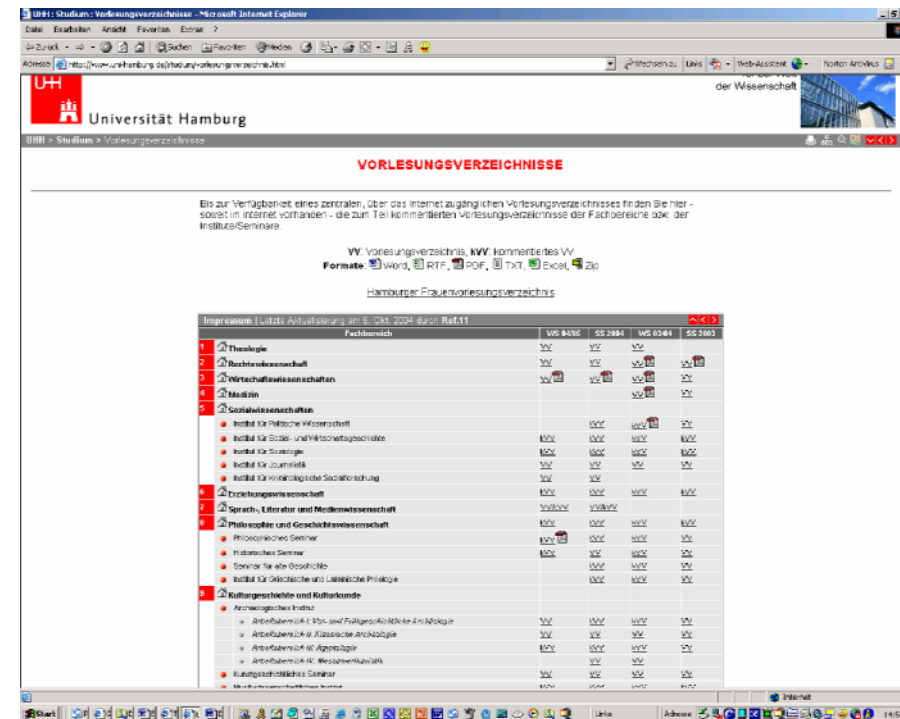 UHH : Studium : Vorlesungsverzeichnisse - Microsoft Internet Explorer
Datei Bearbeiten Ansicht Favoriten Extras ?
Zurück Suchen Favoriten Medien
Adresse http://www.uni-hamburg.de/studium/vorlesungsverzeichnis.html Wechseln zu Links Web-Assistent Norton AntiVirus
UHH
der Wissenschaft
Universität Hamburg
UHH > Studium > Vorlesungsverzeichnisse
VORLESUNGSVERZEICHNISSE
Bis zur Verfügbarkeit eines zentralen, über das Internet zugänglichen Vorlesungsverzeichnisses finden Sie hier -
soweit im Internet vorhanden - die zum Teil kommentierten Vorlesungsverzeichnisse der Fachbereiche bzw. der
Institute/Seminare.
VV: Vorlesungsverzeichnis, kVV: kommentiertes VV
Formate: Word, RTF, PDF, TXT, Excel, Zip
Hamburger Frauenvorlesungsverzeichnis
Impressum | Letzte Aktualisierung am 5. Okt. 2004 durch Ref.11
Fachbereich WS 04/05 SS 2004 WS 03/04 SS 2003
1 Theologie VV VV VV
2 Rechtswissenschaft VV VV VV VV
3 Wirtschaftswissenschaften VV VV VV VV
4 Medizin VV VV
5 Sozialwissenschaften
Institut für Politische Wissenschaft kVV kVV VV
Institut für Sozial- und Wirtschaftsgeschichte kVV kVV kVV kVV
Institut für Soziologie kVV kVV kVV kVV
Institut für Journalistik VV VV VV VV
Institut für Kriminologische Sozialforschung VV VV
6 Erziehungswissenschaft kVV kVV kVV kVV
7 Sprach-, Literatur und Medienwissenschaft VV/kVV VV/kVV
8 Philosophie und Geschichtswissenschaft kVV kVV kVV kVV
Philosophisches Seminar kVV kVV kVV VV
Historisches Seminar kVV VV kVV VV
Seminar für alte Geschichte kVV kVV VV
Institut für Griechische und Lateinische Philologie kVV kVV VV
9 Kulturgeschichte und Kulturkunde
Archäologisches Institut
Arbeitsbereich I: Vor- und Frühgeschichtliche Archäologie VV VV kVV VV
Arbeitsbereich II: Klassische Archäologie VV VV VV VV
Arbeitsbereich III: Ägyptologie kVV kVV kVV VV
Arbeitsbereich IV: Mesoamerikanistik VV VV
Kunstgeschichtliches Seminar VV VV VV VV
Internet
Start Links Adresse